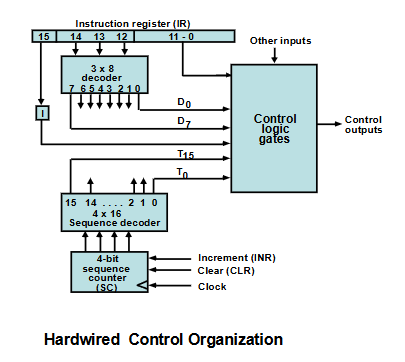 Instruction register (IR)
15 14 13 12 11 - 0
Other inputs
3 x 8
decoder
7 6 5 4 3 2 1 0
D0
I
D7
Control
logic
gates
Control
outputs
T15
T0
15 14 .... 2 1 0
4 x 16
Sequence decoder
4-bit
sequence
counter
(SC)
Increment (INR)
Clear (CLR)
Clock
Hardwired Control Organization